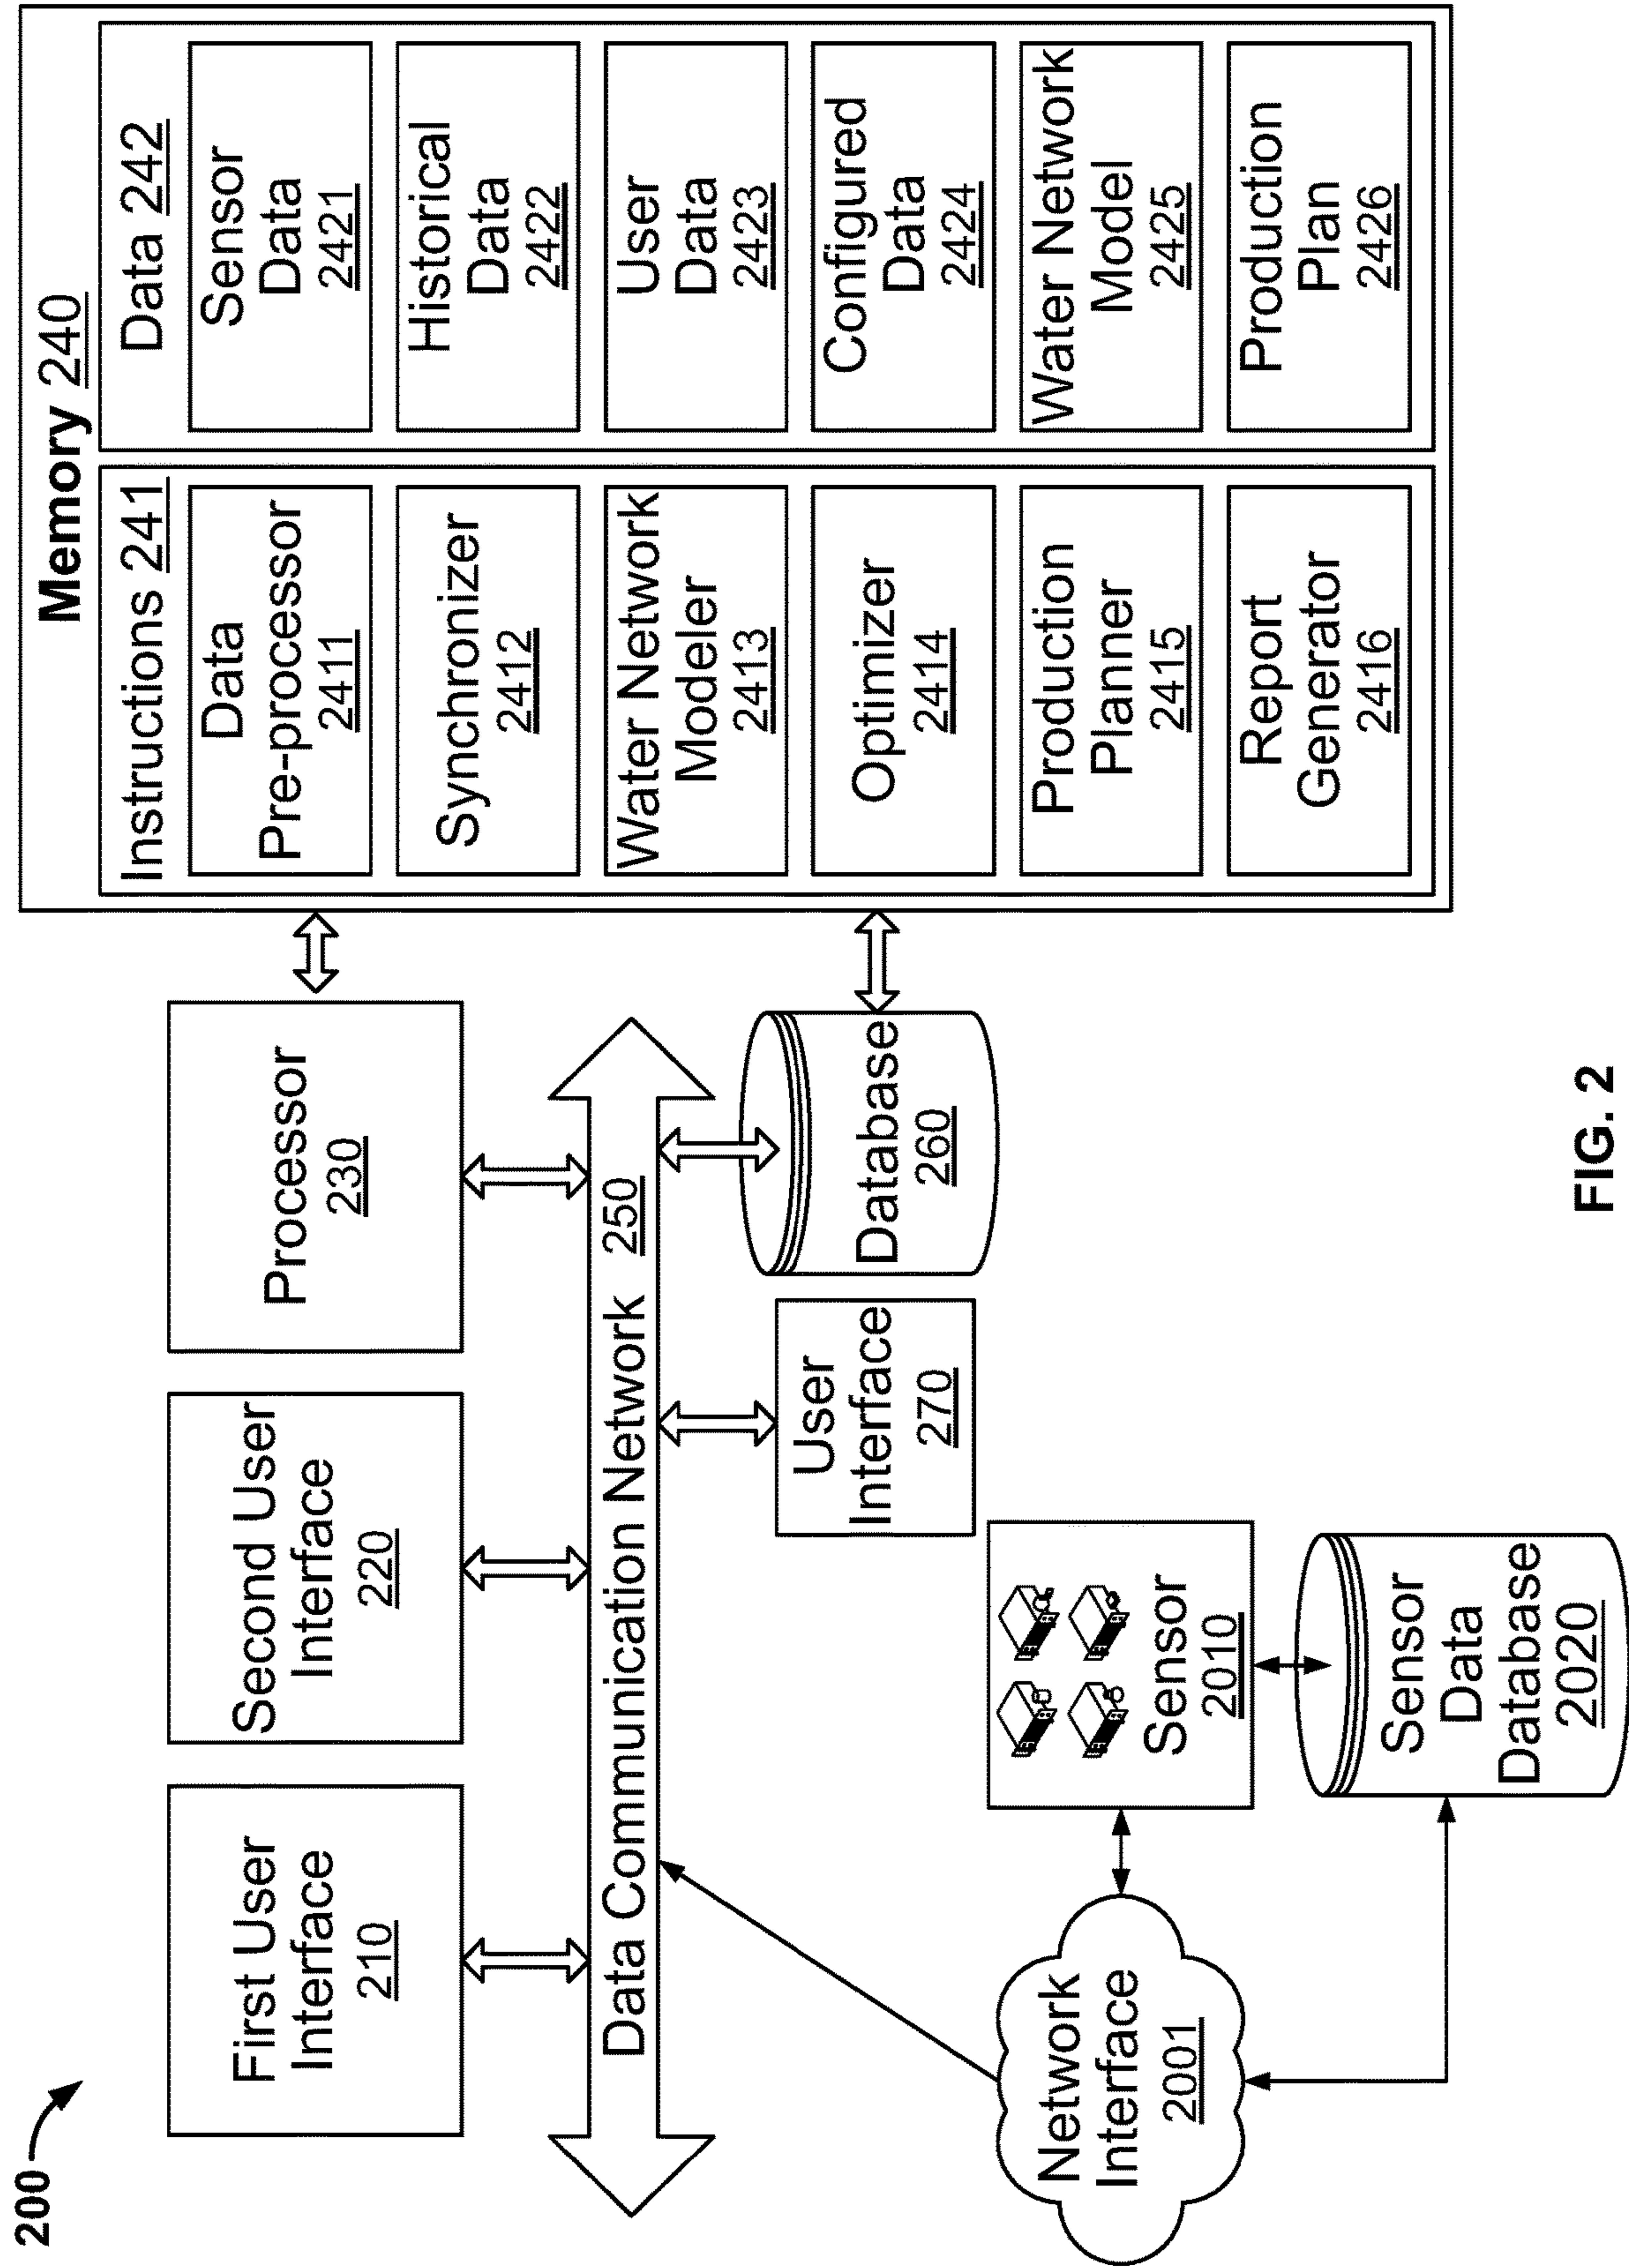 200
First User
Interface
210
Second User
Interface
220
Processor
230
Data Communication Network 250
Network
Interface
2001
Sensor
2010
Sensor
Data
Database
2020
User
Interface
270
Database
260
Memory 240
Instructions 241
Data
Pre-processor
2411
Synchronizer
2412
Water Network
Modeler
2413
Optimizer
2414
Production
Planner
2415
Report
Generator
2416
Data 242
Sensor
Data
2421
Historical
Data
2422
User
Data
2423
Configured
Data
2424
Water Network
Model
2425
Production
Plan
2426
FIG. 2